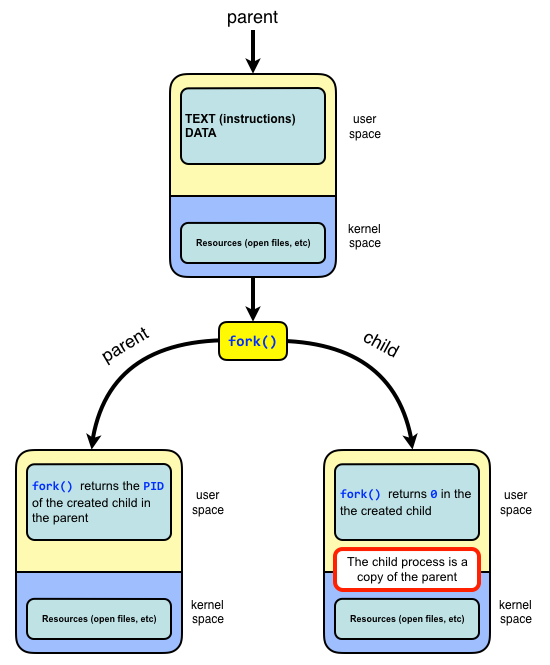 parent
TEXT (instructions)
DATA
user
space
Resources (open files, etc)
kernel
space
fork()
parent
child
fork() returns the PID
of the created child in
the parent
user
space
Resources (open files, etc)
kernel
space
fork() returns 0 in the
the created child
user
space
The child process is a
copy of the parent
Resources (open files, etc)
kernel
space